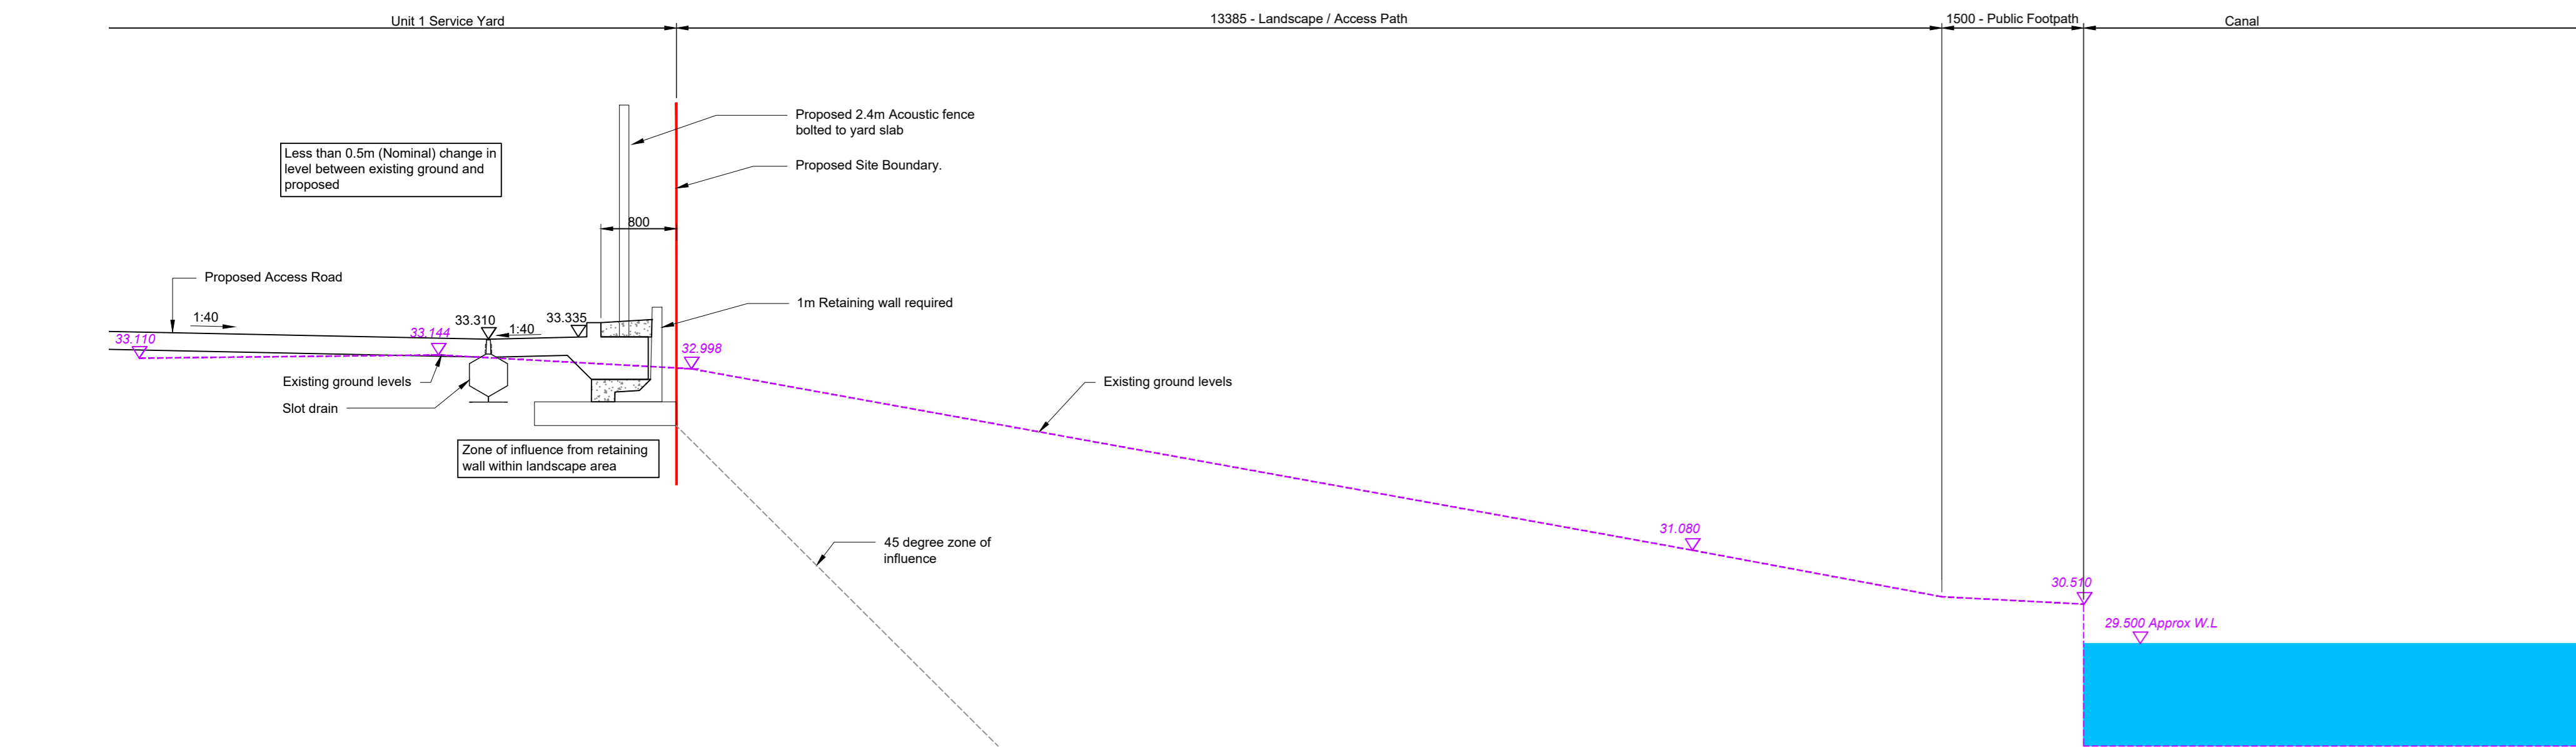 Unit 1 Service Yard
13385 - Landscape / Access Path
1500 - Public Footpath
Canal
Proposed 2.4m Acoustic fence
bolted to yard slab
Less than 0.5m (Nominal) change in
level between existing ground and
proposed
Proposed Site Boundary.
800
Proposed Access Road
1m Retaining wall required
1:40
33.310
33.335
1:40
33.110
33.144
32.998
Existing ground levels
Existing ground levels
Slot drain
Zone of influence from retaining
wall within landscape area
31.080
45 degree zone of
influence
30.510
29.500 Approx W.L